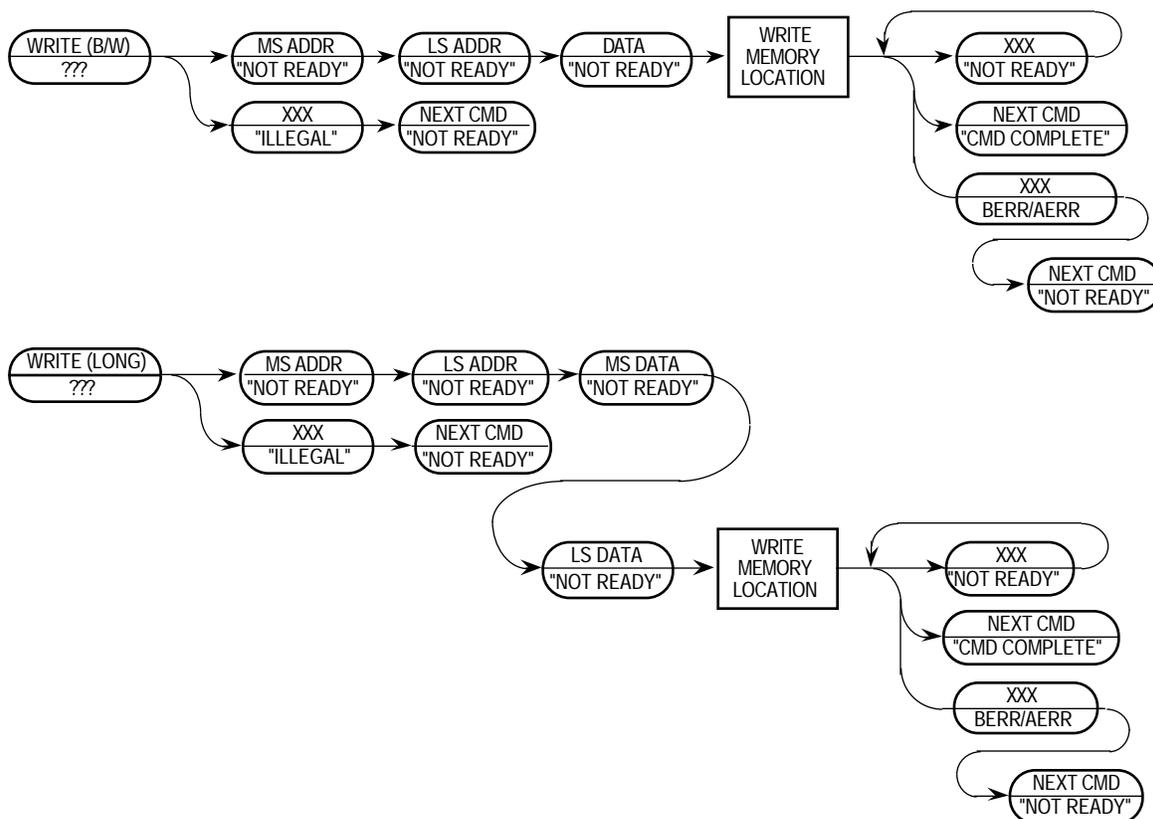 WRITE (B/W)
???
MS ADDR
"NOT READY"
LS ADDR
"NOT READY"
DATA
"NOT READY"
WRITE
MEMORY
LOCATION
XXX
"NOT READY"
XXX
"ILLEGAL"
NEXT CMD
"NOT READY"
NEXT CMD
"CMD COMPLETE"
XXX
BERR/AERR
NEXT CMD
"NOT READY"
WRITE (LONG)
???
MS ADDR
"NOT READY"
LS ADDR
"NOT READY"
MS DATA
"NOT READY"
XXX
"ILLEGAL"
NEXT CMD
"NOT READY"
LS DATA
"NOT READY"
WRITE
MEMORY
LOCATION
XXX
"NOT READY"
NEXT CMD
"CMD COMPLETE"
XXX
BERR/AERR
NEXT CMD
"NOT READY"